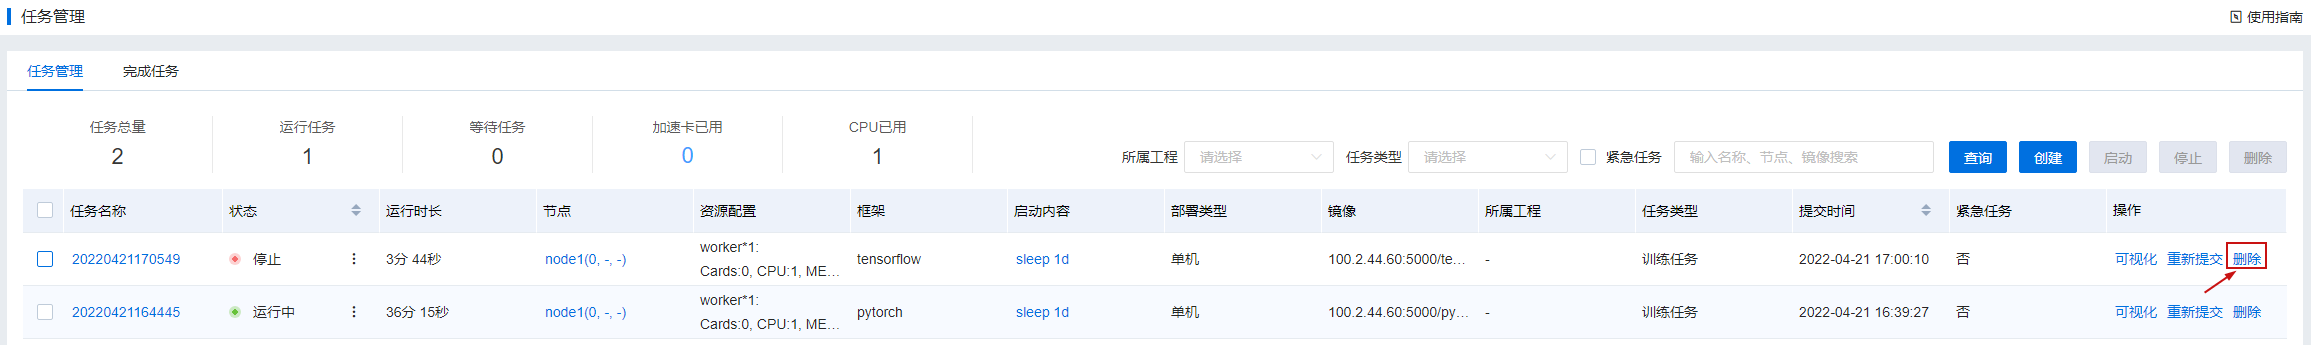 任务管理
使用指南
任务管理 完成任务
任务总量 运行任务 等待任务 加速卡已用 CPU已用
2 1 0 0 1
所属工程 请选择 任务类型 请选择 紧急任务 输入名称、节点、镜像搜索 查询 创建 启动 停止 删除
任务名称 状态 运行时长 节点 资源配置 框架 启动内容 部署类型 镜像 所属工程 任务类型 提交时间 紧急任务 操作
worker*1:
20220421170549 停止 3分 44秒 node1(0, -, -) Cards:0, CPU:1, ME... tensorflow sleep 1d 单机 100.2.44.60:5000/te... - 训练任务 2022-04-21 17:00:10 否 可视化 重新提交 删除
worker*1:
20220421164445 运行中 36分 15秒 node1(0, -, -) Cards:0, CPU:1, ME... pytorch sleep 1d 单机 100.2.44.60:5000/py... - 训练任务 2022-04-21 16:39:27 否 可视化 重新提交 删除